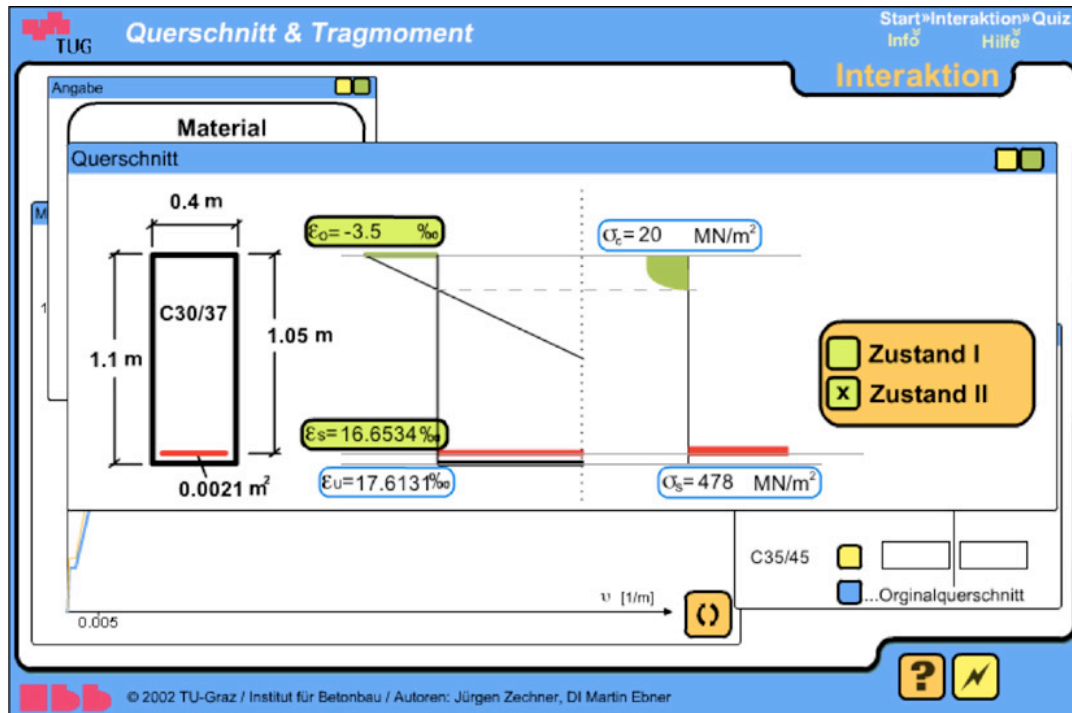 TUG
Querschnitt & Tragmoment
Start»Interaktion»Quiz
Info
Hilfe
Interaktion
Angabe
Material
Querschnitt
0.4 m
C30/37
1.1 m
1.05 m
0.0021 m²
εo= -3.5 ‰
σc= 20 MN/m²
εs=16.6534‰
εu=17.6131‰
σs= 478 MN/m²
Zustand I
x Zustand II
M
1
0.005
υ [1/m]
C35/45
...Orginalquerschnitt
?
© 2002 TU-Graz / Institut für Betonbau / Autoren: Jürgen Zechner, DI Martin Ebner